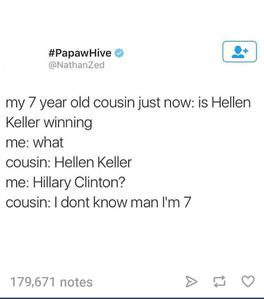 #PapawHive
@NathanZed
my 7 year old cousin just now: is Hellen
Keller winning
me: what
cousin: Hellen Keller
me: Hillary Clinton?
cousin: I dont know man I'm 7
179,671 notes